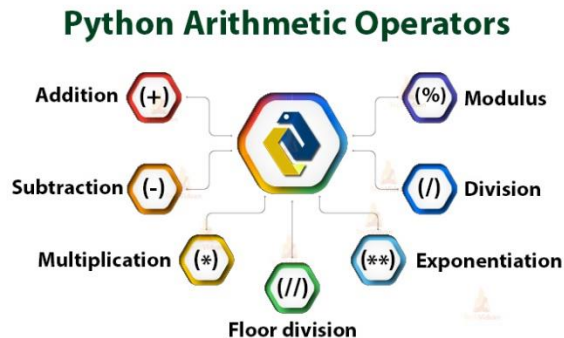 Python Arithmetic Operators
Addition (+)
(%) Modulus
Subtraction (-)
(/) Division
Multiplication (*)
(**) Exponentiation
(//)
Floor division